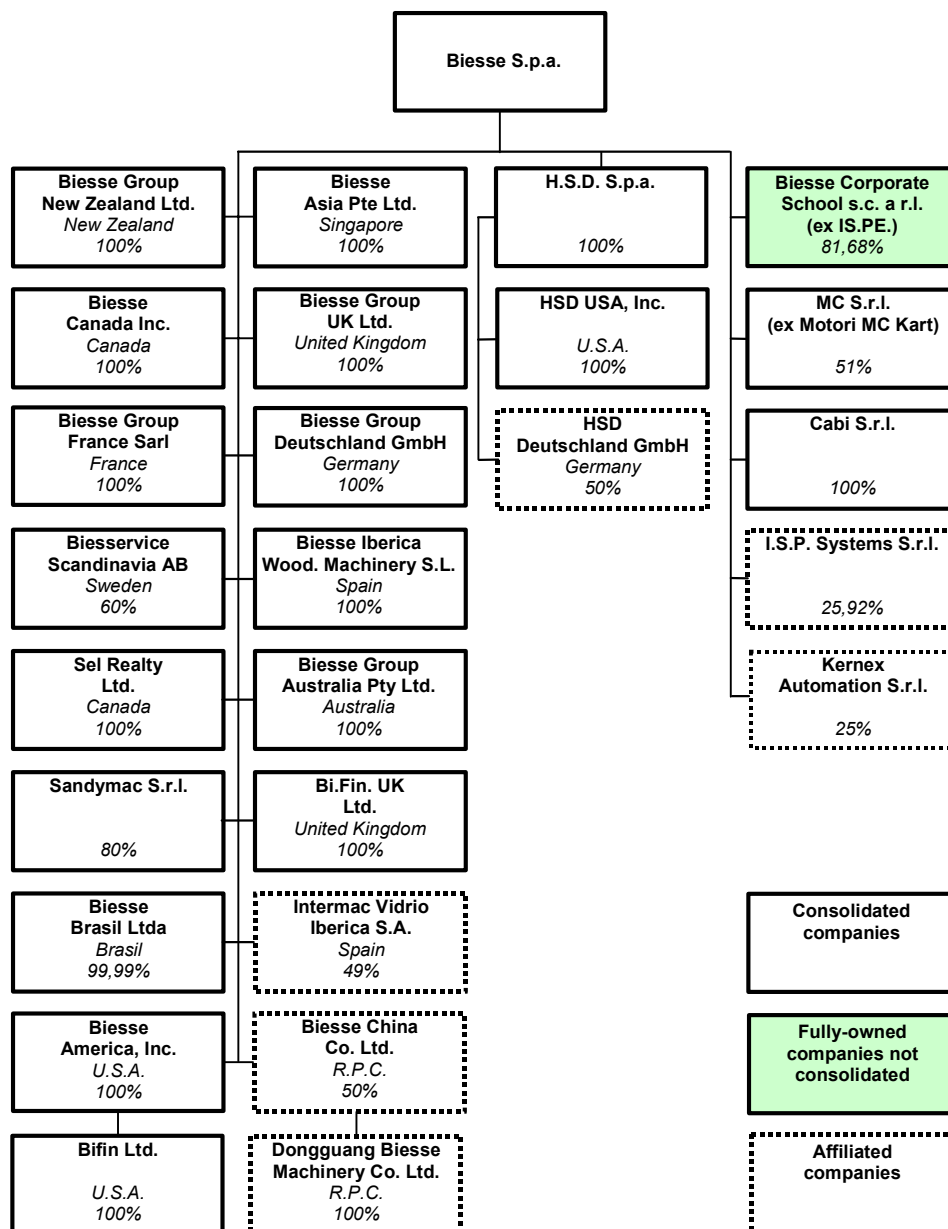 Biesse S.p.a.
Biesse Group
New Zealand Ltd.
New Zealand
100%
Biesse
Asia Pte Ltd.
Singapore
100%
H.S.D. S.p.a.
100%
Biesse Corporate
School s.c. a r.l.
(ex IS.PE.)
81,68%
Biesse
Canada Inc.
Canada
100%
Biesse Group
UK Ltd.
United Kingdom
100%
HSD USA, Inc.
U.S.A.
100%
MC S.r.l.
(ex Motori MC Kart)
51%
Biesse Group
France Sarl
France
100%
Biesse Group
Deutschland GmbH
Germany
100%
HSD
Deutschland GmbH
Germany
50%
Cabi S.r.l.
100%
Biesservice
Scandinavia AB
Sweden
60%
Biesse Iberica
Wood. Machinery S.L.
Spain
100%
I.S.P. Systems S.r.l.
25,92%
Sel Realty
Ltd.
Canada
100%
Biesse Group
Australia Pty Ltd.
Australia
100%
Kernex
Automation S.r.l.
25%
Sandymac S.r.l.
80%
Bi.Fin. UK
Ltd.
United Kingdom
100%
Biesse
Brasil Ltda
Brasil
99,99%
Intermac Vidrio
Iberica S.A.
Spain
49%
Consolidated
companies
Biesse
America, Inc.
U.S.A.
100%
Biesse China
Co. Ltd.
R.P.C.
50%
Fully-owned
companies not
consolidated
Bifin Ltd.
U.S.A.
100%
Dongguang Biesse
Machinery Co. Ltd.
R.P.C.
100%
Affiliated
companies